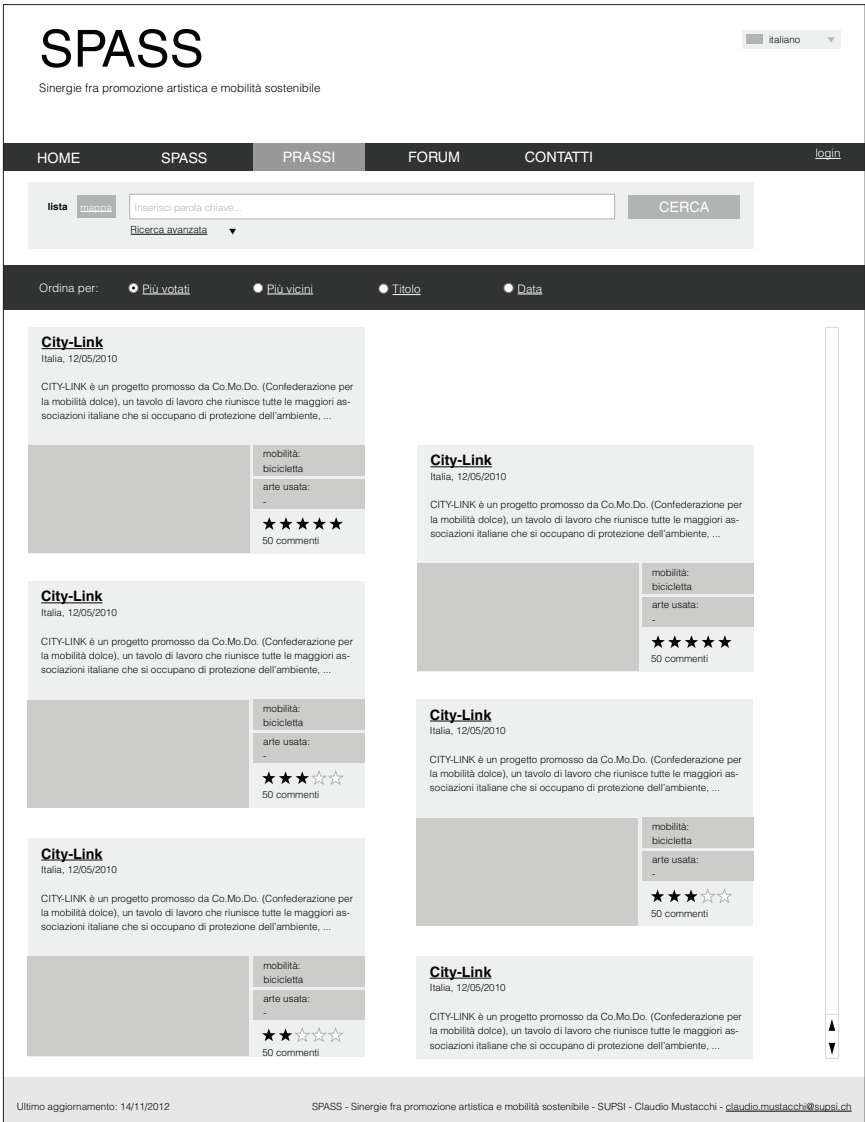 SPASS
italiano
Sinergie fra promozione artistica e mobilità sostenibile
HOME SPASS PRASSI FORUM CONTATTI login
lista mappa Inserisci parola chiave... CERCA
Ricerca avanzata
Ordina per: Più votati Più vicini Titolo Data
City-Link
Italia, 12/05/2010
CITY-LINK è un progetto promosso da Co.Mo.Do. (Confederazione per
la mobilità dolce), un tavolo di lavoro che riunisce tutte le maggiori as-
sociazioni italiane che si occupano di protezione dell'ambiente, ...
mobilità:
bicicletta
arte usata:
-
50 commenti
City-Link
Italia, 12/05/2010
CITY-LINK è un progetto promosso da Co.Mo.Do. (Confederazione per
la mobilità dolce), un tavolo di lavoro che riunisce tutte le maggiori as-
sociazioni italiane che si occupano di protezione dell'ambiente, ...
mobilità:
bicicletta
arte usata:
-
50 commenti
City-Link
Italia, 12/05/2010
CITY-LINK è un progetto promosso da Co.Mo.Do. (Confederazione per
la mobilità dolce), un tavolo di lavoro che riunisce tutte le maggiori as-
sociazioni italiane che si occupano di protezione dell'ambiente, ...
mobilità:
bicicletta
arte usata:
-
50 commenti
City-Link
Italia, 12/05/2010
CITY-LINK è un progetto promosso da Co.Mo.Do. (Confederazione per
la mobilità dolce), un tavolo di lavoro che riunisce tutte le maggiori as-
sociazioni italiane che si occupano di protezione dell'ambiente, ...
mobilità:
bicicletta
arte usata:
-
50 commenti
City-Link
Italia, 12/05/2010
CITY-LINK è un progetto promosso da Co.Mo.Do. (Confederazione per
la mobilità dolce), un tavolo di lavoro che riunisce tutte le maggiori as-
sociazioni italiane che si occupano di protezione dell'ambiente, ...
mobilità:
bicicletta
arte usata:
-
50 commenti
City-Link
Italia, 12/05/2010
CITY-LINK è un progetto promosso da Co.Mo.Do. (Confederazione per
la mobilità dolce), un tavolo di lavoro che riunisce tutte le maggiori as-
sociazioni italiane che si occupano di protezione dell'ambiente, ...
Ultimo aggiornamento: 14/11/2012 SPASS - Sinergie fra promozione artistica e mobilità sostenibile - SUPSI - Claudio Mustacchi - claudio.mustacchi@supsi.ch